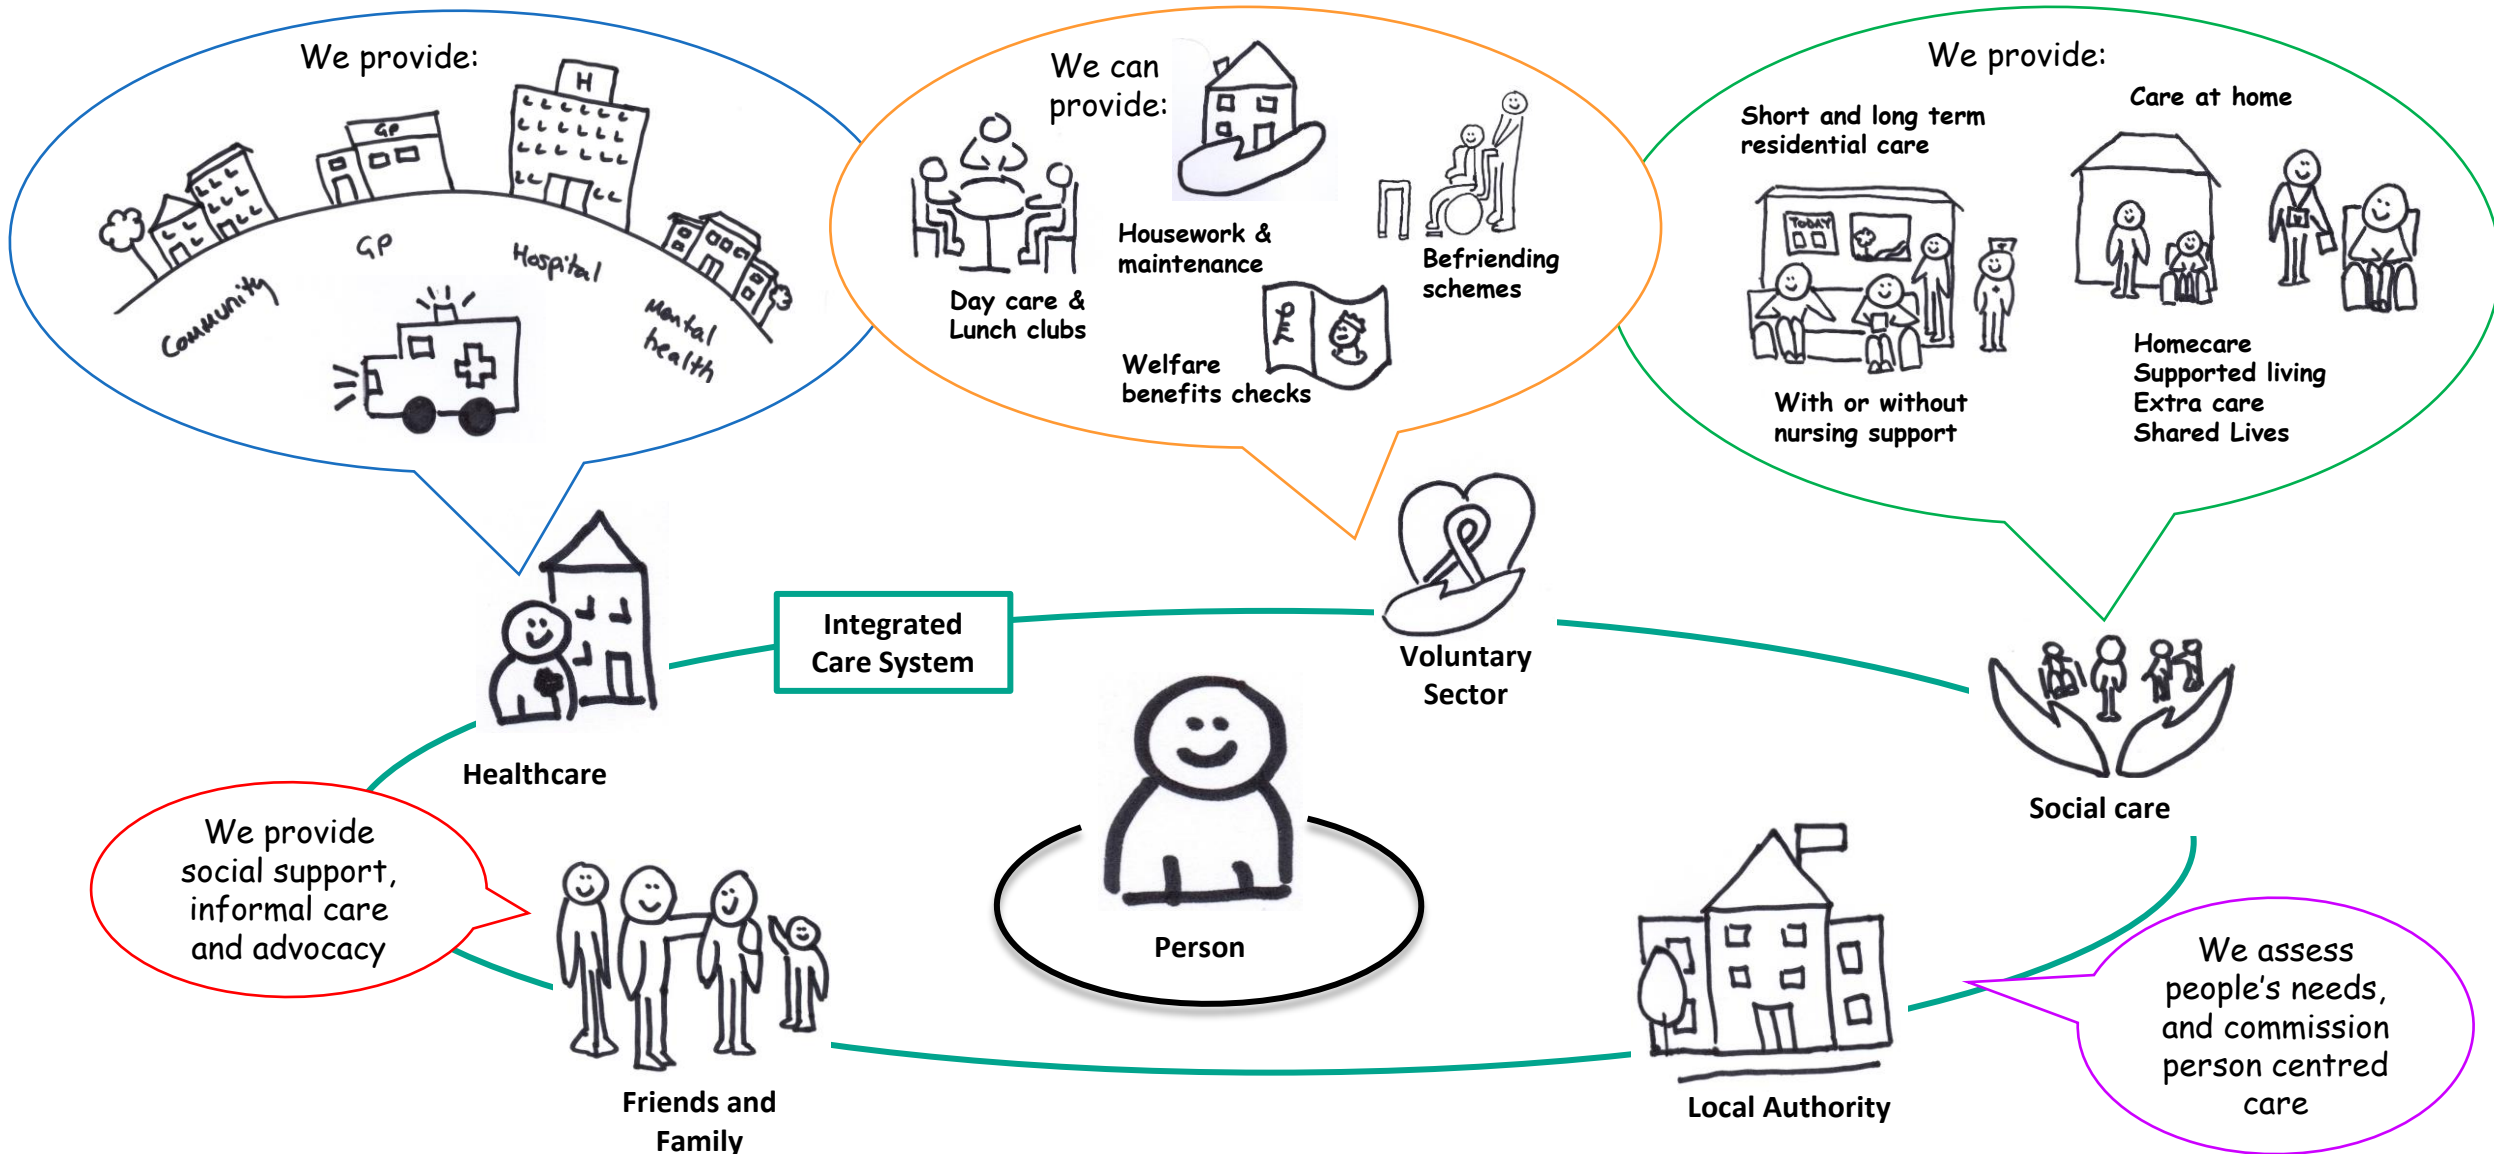 We provide:
H
GP
Community
GP
Hospital
Mental
health
We can
provide:
Housework &
maintenance
Befriending
schemes
Day care &
Lunch clubs
£
Welfare
benefits checks
We provide:
Short and long term
residential care
TODAY
With or without
nursing support
Care at home
Homecare
Supported living
Extra care
Shared Lives
Integrated
Care System
Voluntary
Sector
Healthcare
Social care
We provide
social support,
informal care
and advocacy
Person
We assess
people's needs,
and commission
person centred
care
Friends and
Family
Local Authority